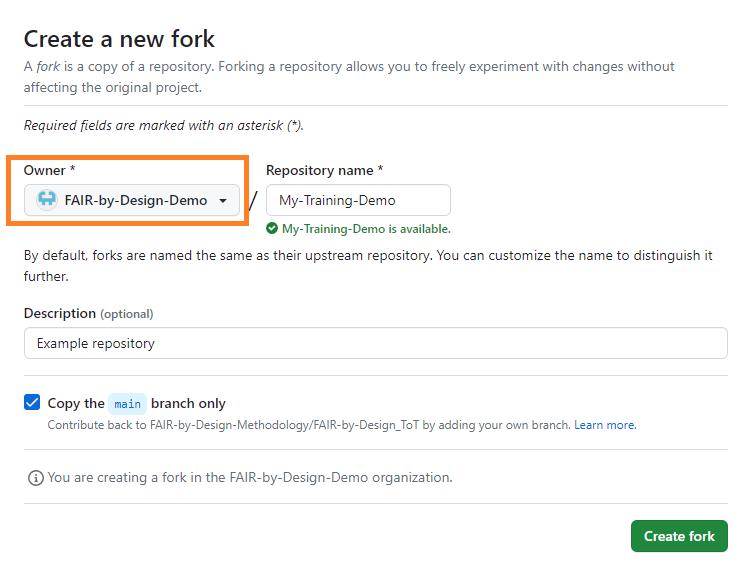 Create a new fork
A fork is a copy of a repository. Forking a repository allows you to freely experiment with changes without
affecting the original project.
Required fields are marked with an asterisk (*).
Owner * Repository name *
FAIR-by-Design-Demo / My-Training-Demo
My-Training-Demo is available.
By default, forks are named the same as their upstream repository. You can customize the name to distinguish it
further.
Description (optional)
Example repository
Copy the main branch only
Contribute back to FAIR-by-Design-Methodology/FAIR-by-Design_ToT by adding your own branch. Learn more.
You are creating a fork in the FAIR-by-Design-Demo organization.
Create fork